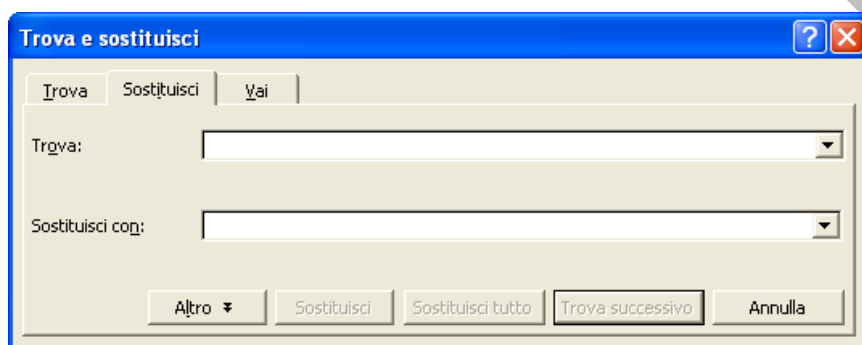 Trova e sostituisci
Trova Sostituisci Vai
Trova:
Sostituisci con:
Altro Sostituisci Sostituisci tutto Trova successivo Annulla